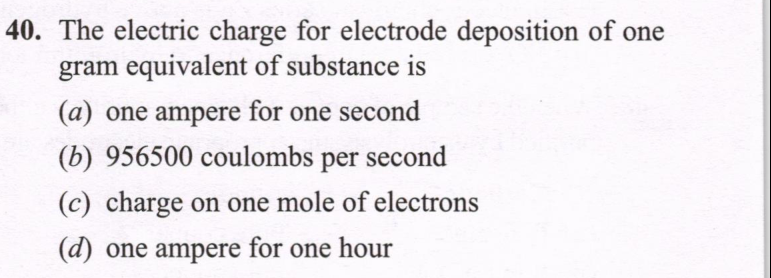 40. The electric charge for electrode deposition of one
gram equivalent of substance is
(a) one ampere for one second
(b) 956500 coulombs per second
(c) charge on one mole of electrons
(d) one ampere for one hour